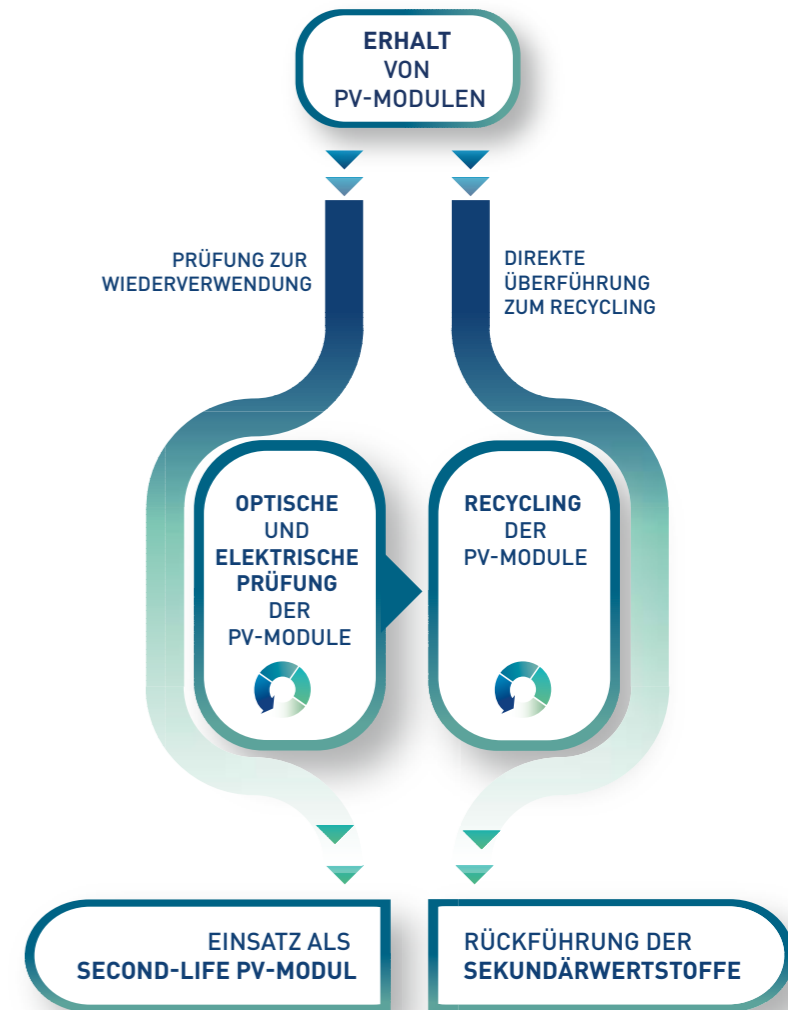 ERHALT
VON
PV-MODULEN
PRÜFUNG ZUR
WIEDERVERWENDUNG
DIREKTE
ÜBERFÜHRUNG
ZUM RECYCLING
OPTISCHE
UND
ELEKTRISCHE
PRÜFUNG
DER
PV-MODULE
RECYCLING
DER
PV-MODULE
EINSATZ ALS
SECOND-LIFE PV-MODUL
RÜCKFÜHRUNG DER
SEKUNDÄRWERTSTOFFE